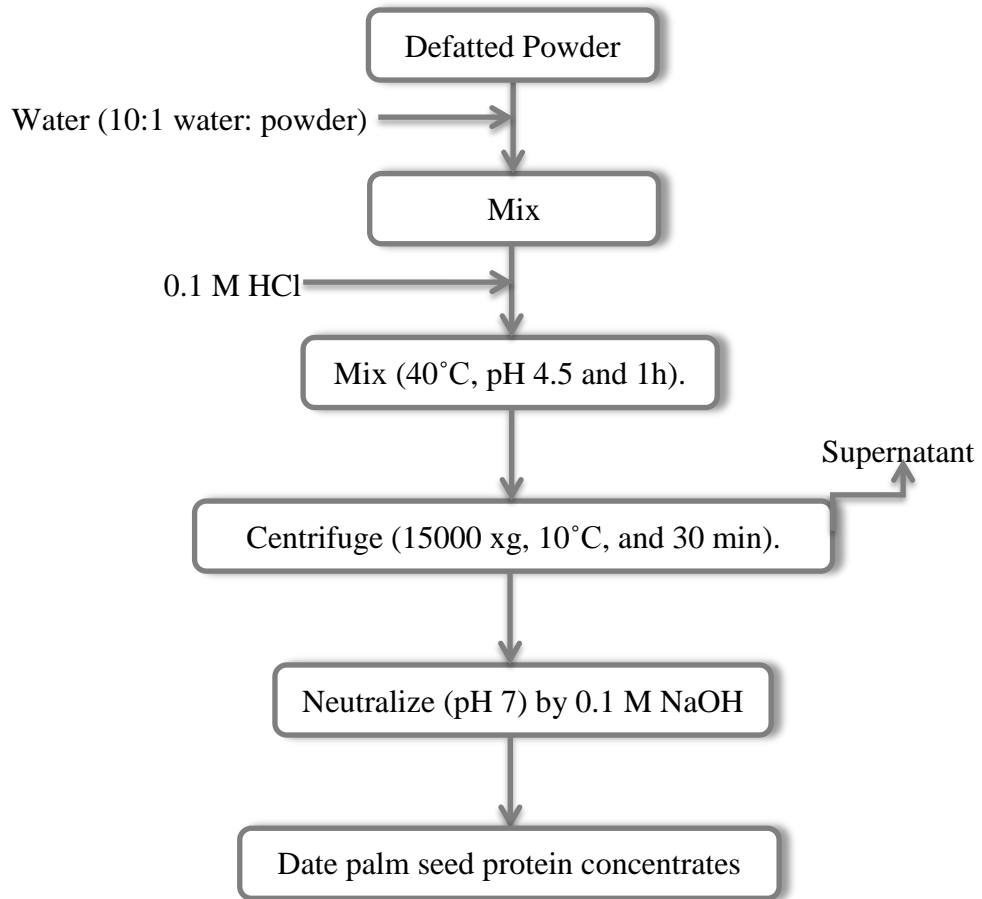 Defatted Powder
Water (10:1 water: powder)
Mix
0.1 M HCl
Mix (40˚C, pH 4.5 and 1h).
Supernatant
Centrifuge (15000 xg, 10˚C, and 30 min).
Neutralize (pH 7) by 0.1 M NaOH
Date palm seed protein concentrates